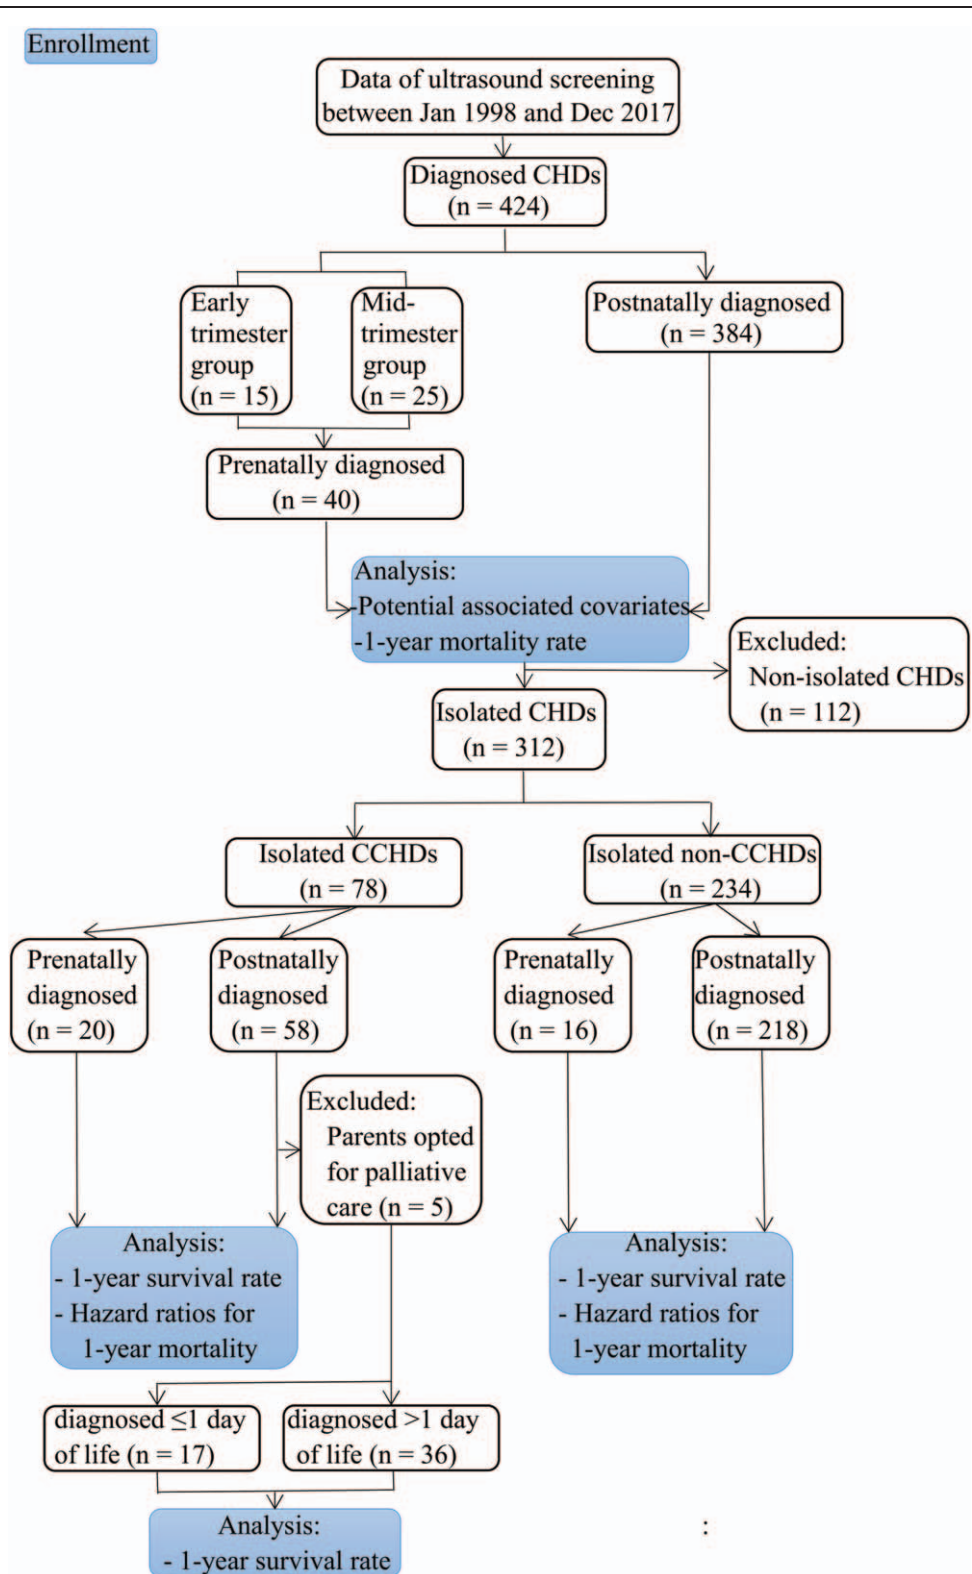 Enrollment
Data of ultrasound screening
between Jan 1998 and Dec 2017
Diagnosed CHDs
(n = 424)
Early
trimester
group
(n = 15)
Mid-
trimester
group
(n = 25)
Postnatally diagnosed
(n = 384)
Prenatally diagnosed
(n = 40)
Analysis:
-Potential associated covariates
-1-year mortality rate
Excluded:
Non-isolated CHDs
(n = 112)
Isolated CHDs
(n = 312)
Isolated CCHDs
(n = 78)
Isolated non-CCHDs
(n = 234)
Prenatally
diagnosed
(n = 20)
Postnatally
diagnosed
(n = 58)
Prenatally
diagnosed
(n = 16)
Postnatally
diagnosed
(n = 218)
Excluded:
Parents opted
for palliative
care (n = 5)
Analysis:
- 1-year survival rate
- Hazard ratios for
1-year mortality
Analysis:
- 1-year survival rate
- Hazard ratios for
1-year mortality
diagnosed ≤1 day
of life (n = 17)
diagnosed >1 day
of life (n = 36)
Analysis:
- 1-year survival rate
: